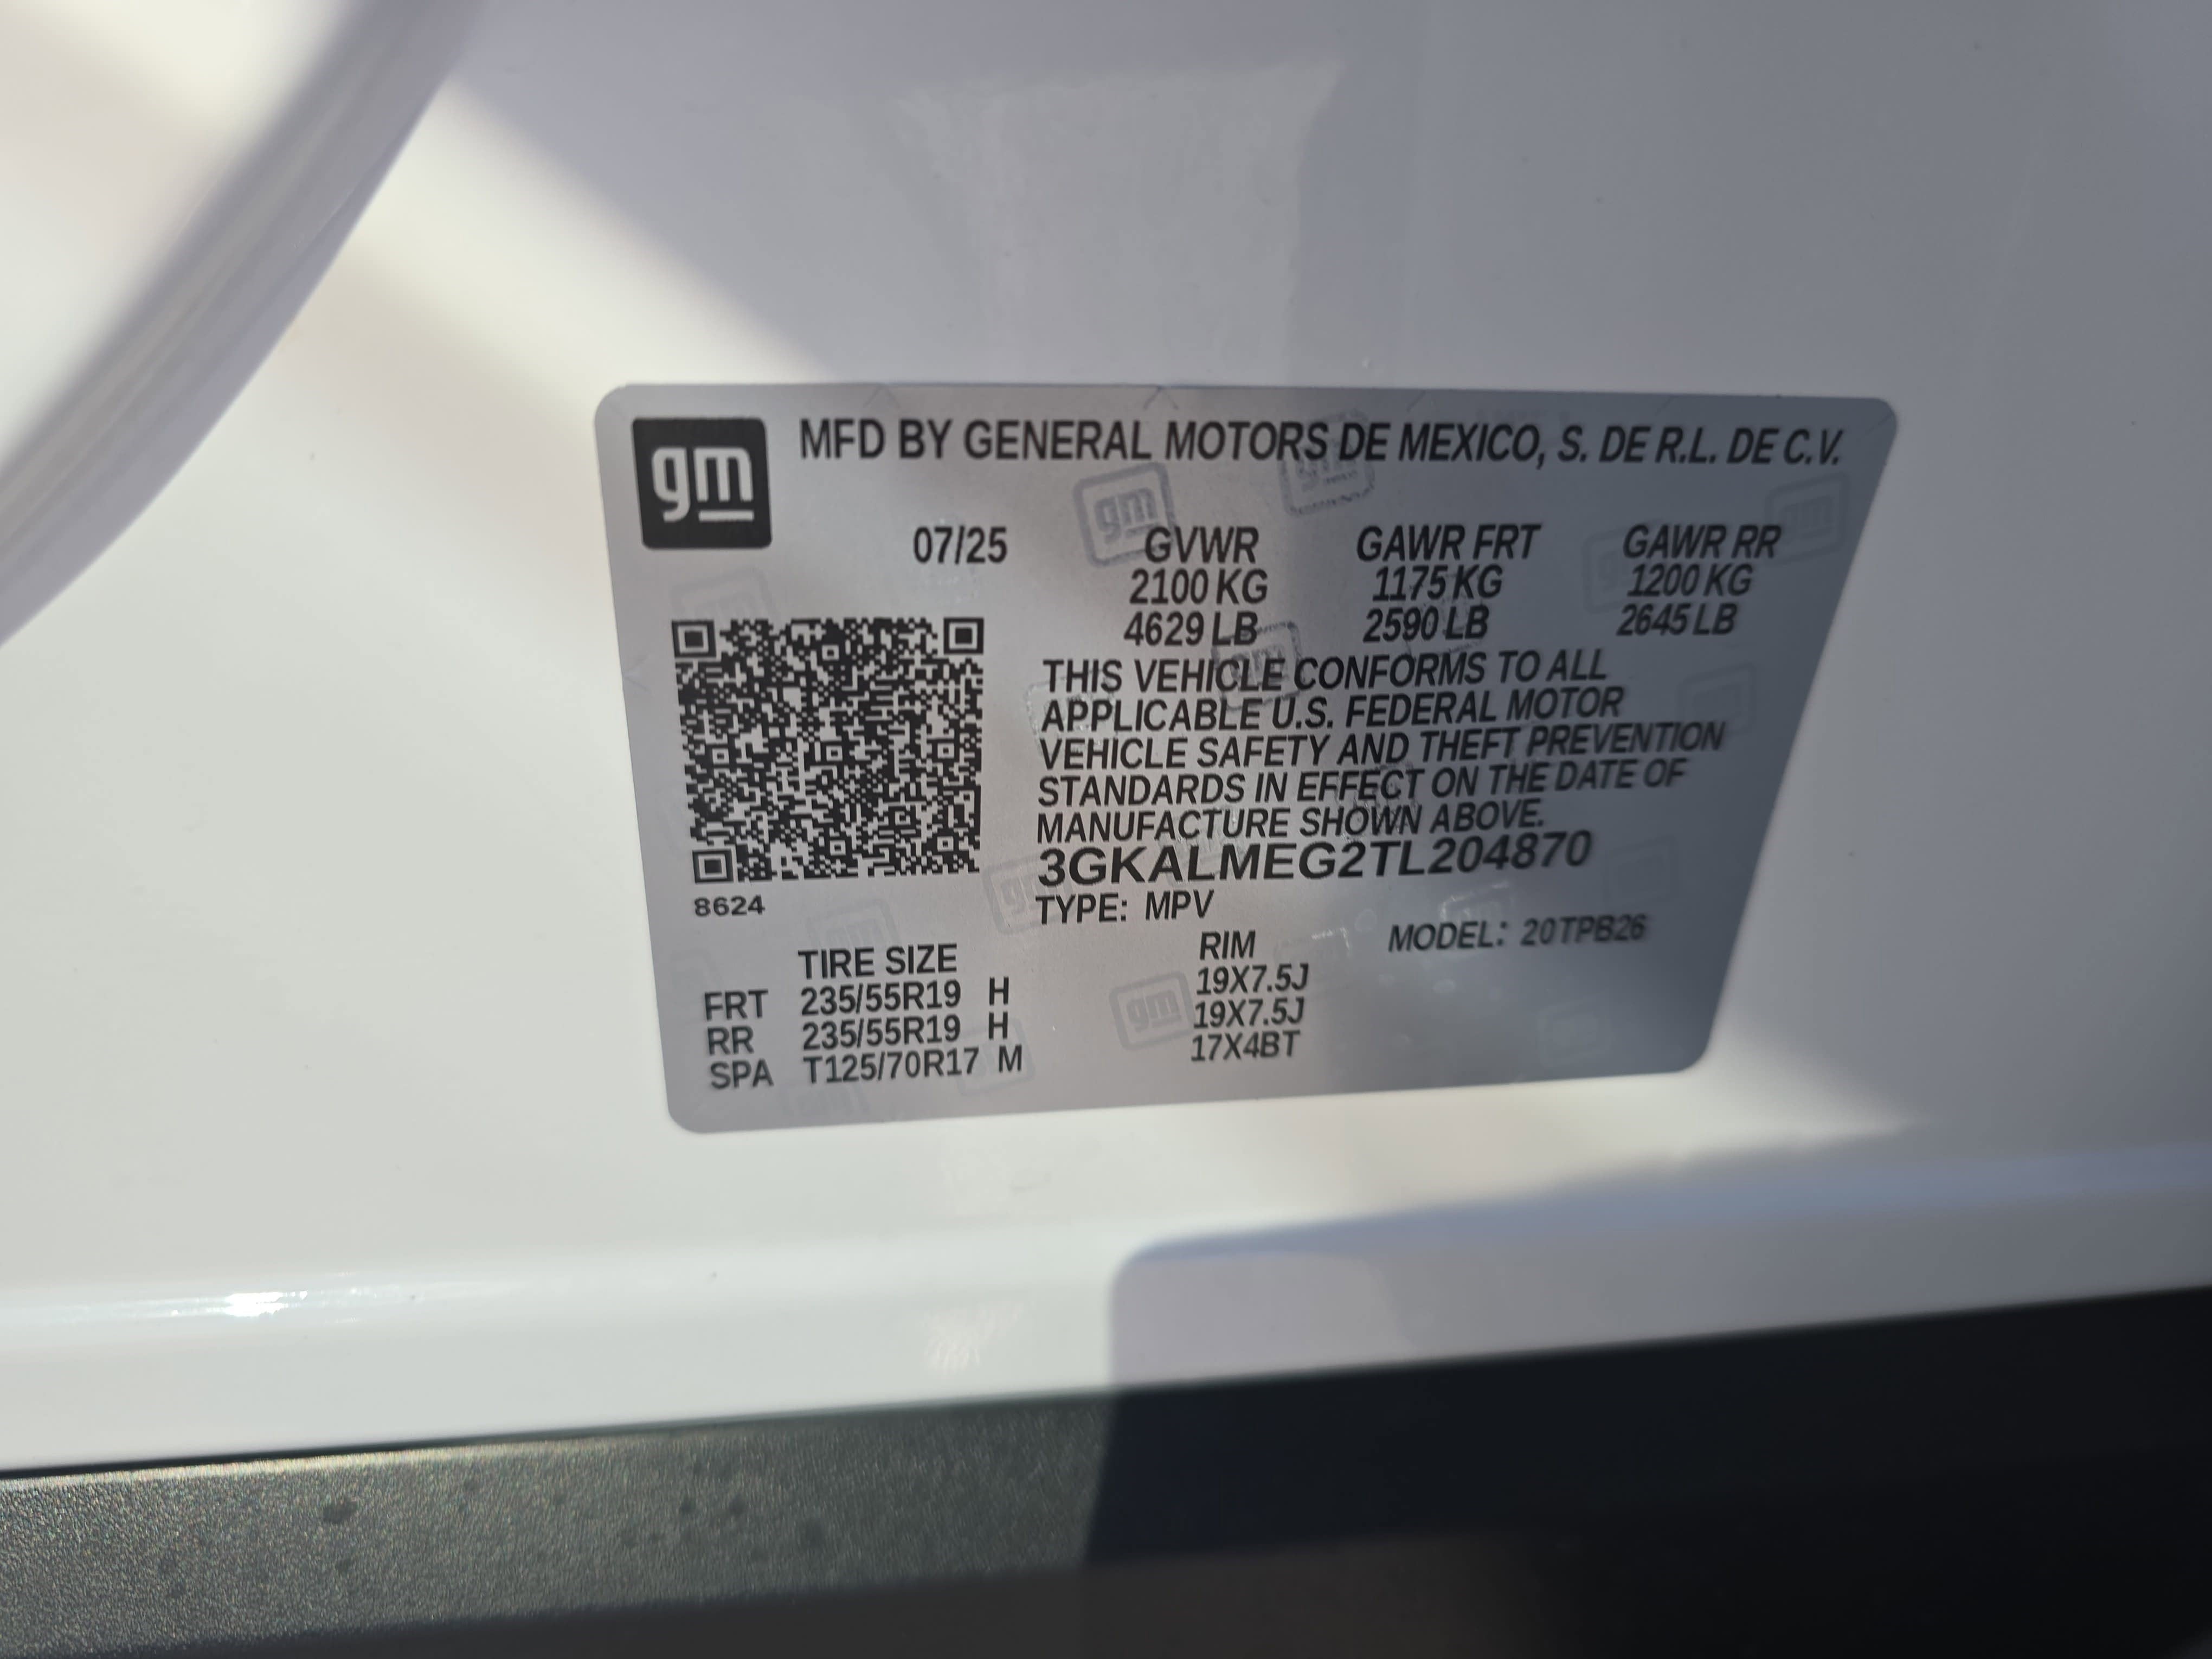 gm MFD BY GENERAL MOTORS DE MEXICO, S. DE R.L. DE C.V.
07/25 GVWR GAWR FRT GAWR RR
2100 KG 1175 KG 1200 KG
4629 LB 2590 LB 2645 LB
THIS VEHICLE CONFORMS TO ALL
APPLICABLE U.S. FEDERAL MOTOR
VEHICLE SAFETY AND THEFT PREVENTION
STANDARDS IN EFFECT ON THE DATE OF
MANUFACTURE SHOWN ABOVE.
3GKALMEG2TL204870
8624 TYPE: MPV
MODEL: 20TPB26
TIRE SIZE RIM
FRT 235/55R19 H 19X7.5J
RR 235/55R19 H 19X7.5J
SPA T125/70R17 M 17X4BT